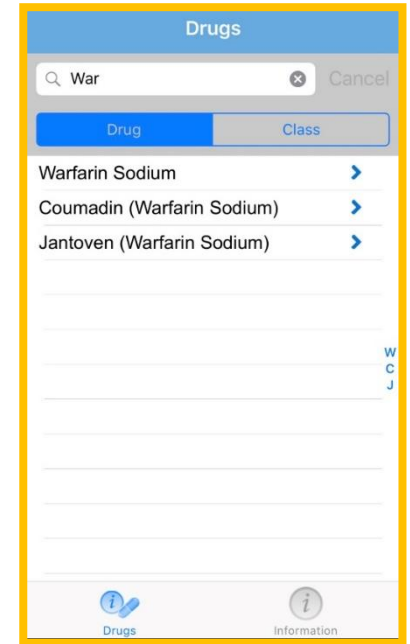 Drugs
War Cancel
Drug Class
Warfarin Sodium
Coumadin (Warfarin Sodium)
Jantoven (Warfarin Sodium)
W
C
J
i i
Drugs Information